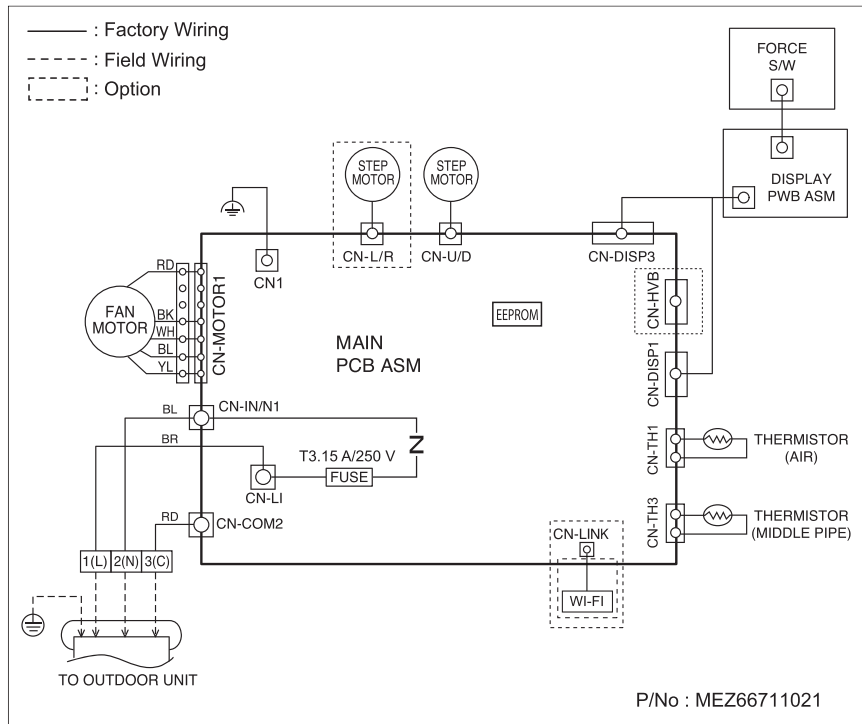 : Factory Wiring
: Field Wiring
: Option
FORCE
S/W
DISPLAY
PWB ASM
STEP
MOTOR
STEP
MOTOR
CN-L/R
CN-U/D
CN-DISP3
CN1
RD
BK
WH
BL
YL
FAN
MOTOR
CN-MOTOR1
EEPROM
CN-HVB
MAIN
PCB ASM
CN-DISP1
BL
CN-IN/N1
BR
Z
T3.15 A/250 V
FUSE
CN-LI
CN-TH1
THERMISTOR
(AIR)
RD
CN-COM2
CN-TH3
THERMISTOR
(MIDDLE PIPE)
CN-LINK
WI-FI
1(L) 2(N) 3(C)
TO OUTDOOR UNIT
P/No : MEZ66711021